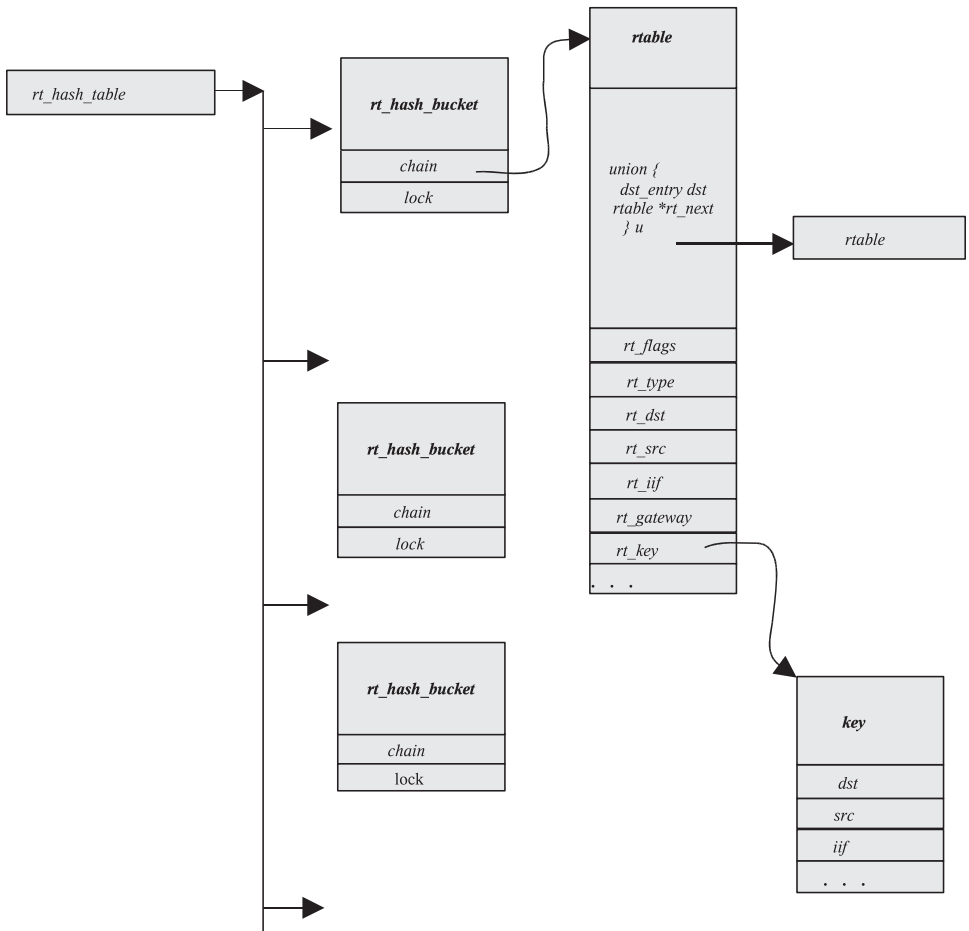 rt_hash_table
rt_hash_bucket
chain
lock
rt_hash_bucket
chain
lock
rt_hash_bucket
chain
lock
rtable
union {
dst_entry dst
rtable *rt_next
} u
rt_flags
rt_type
rt_dst
rt_src
rt_iif
rt_gateway
rt_key
. . .
rtable
key
dst
src
iif
. . .